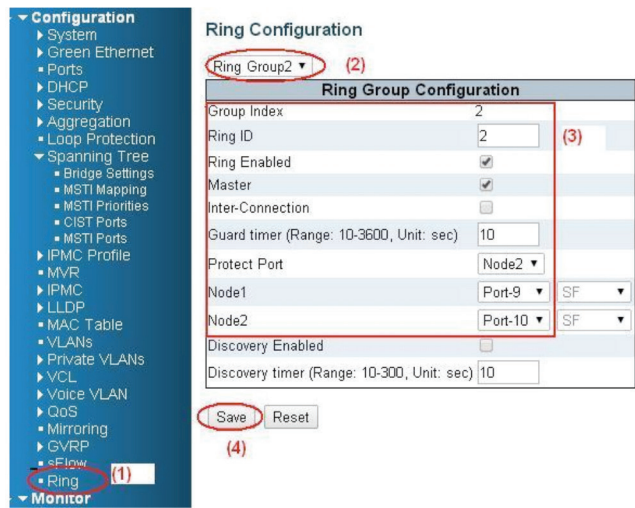 Configuration
System
Green Ethernet
Ports
DHCP
Security
Aggregation
Loop Protection
Spanning Tree
Bridge Settings
MSTI Mapping
MSTI Priorities
CIST Ports
MSTI Ports
IPMC Profile
MVR
IPMC
LLDP
MAC Table
VLANs
Private VLANs
VCL
Voice VLAN
QoS
Mirroring
GVRP
sFlow
Ring (1)
Monitor
Ring Configuration
Ring Group2 (2)
Ring Group Configuration
Group Index 2
Ring ID 2 (3)
Ring Enabled
Master
Inter-Connection
Guard timer (Range: 10-3600, Unit: sec) 10
Protect Port Node2
Node1 Port-9 SF
Node2 Port-10 SF
Discovery Enabled
Discovery timer (Range: 10-300, Unit: sec) 10
Save Reset
(4)